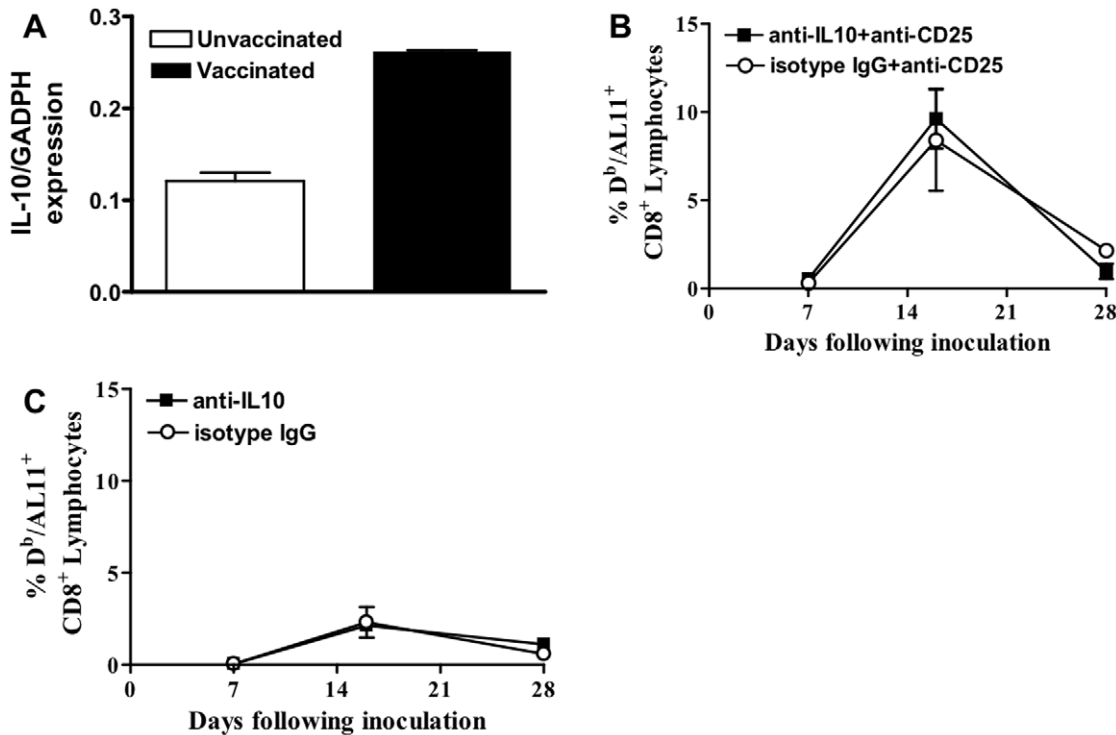 A
IL-10/GADPH
expression
0.3
0.2
0.1
0.0
Unvaccinated
Vaccinated
B
% Dᵇ/AL11⁺
CD8⁺ Lymphocytes
15
10
5
0
anti-IL10+anti-CD25
isotype IgG+anti-CD25
0 7 14 21 28
Days following inoculation
C
% Dᵇ/AL11⁺
CD8⁺ Lymphocytes
15
10
5
0
anti-IL10
isotype IgG
0 7 14 21 28
Days following inoculation